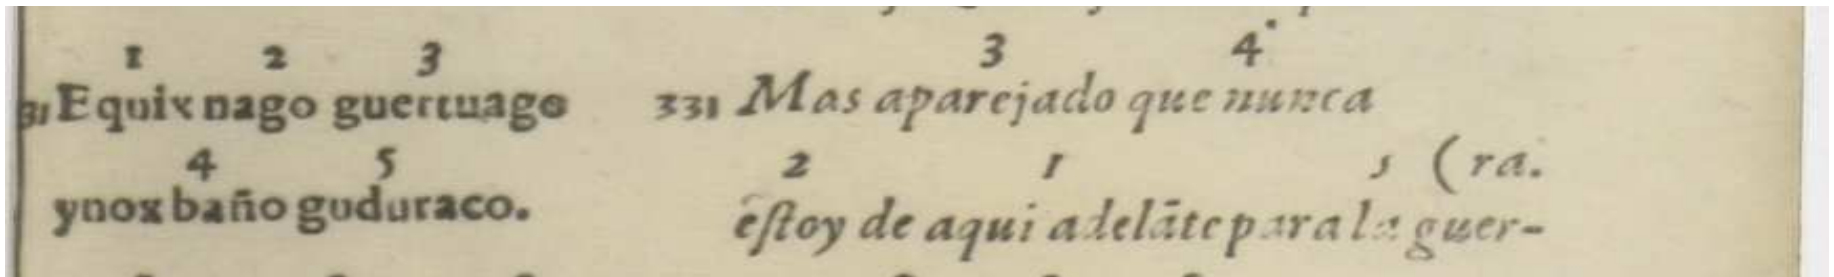 1 2 3
31 Equix nago guertuago
4 5
ynox baño guduraco.
3 4
331 Mas aparejado que nunca
2 1 5 (ra.
estoy de aqui adelāte para la guer-